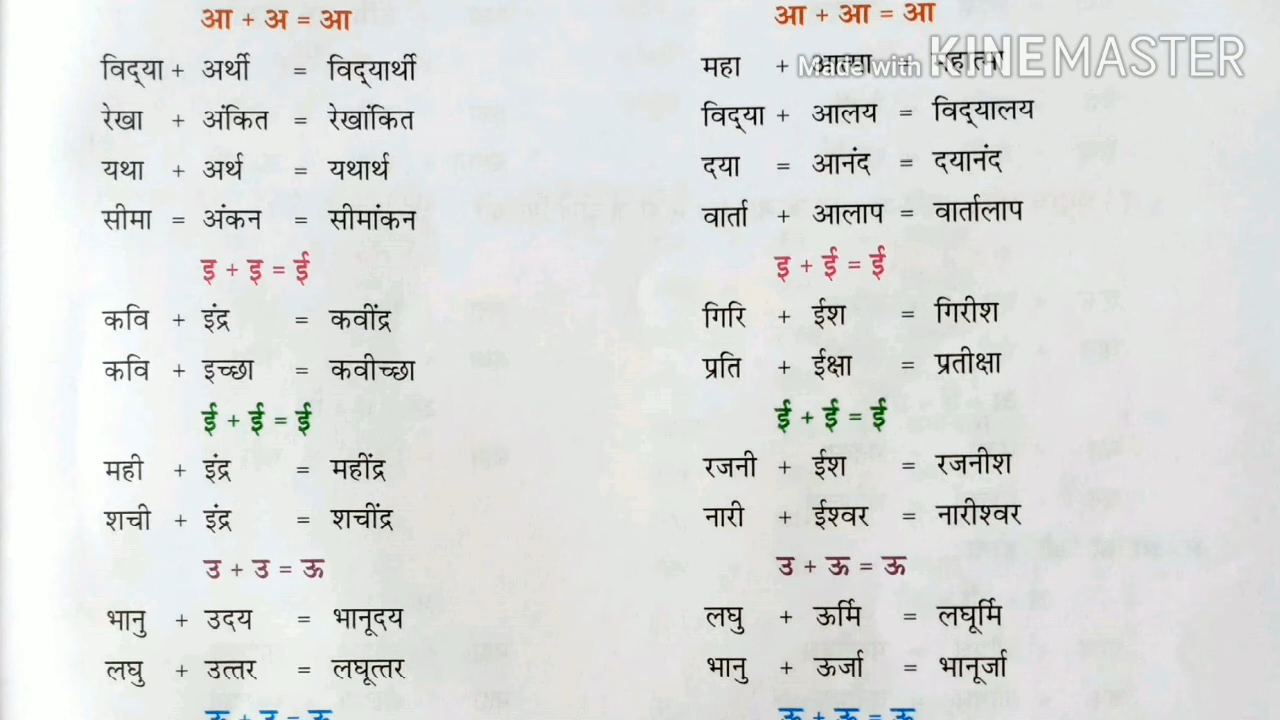 आ + अ = आ
विद्‌या + अर्थी = विद्‌यार्थी
रेखा + अंकित = रेखांकित
यथा + अर्थ = यथार्थ
सीमा = अंकन = सीमांकन
इ + इ = ई
कवि + इंद्र = कवींद्र
कवि + इच्छा = कवीच्छा
ई + ई = ई
मही + इंद्र = महींद्र
शची + इंद्र = शचींद्र
उ + उ = ऊ
भानु + उदय = भानूदय
लघु + उत्तर = लघूत्तर
ऊ + उ = ऊ
आ + आ = आ
महा + आत्मा = महात्मा
Made with KINEMASTER
विद्‌या + आलय = विद्‌यालय
दया = आनंद = दयानंद
वार्ता + आलाप = वार्तालाप
इ + ई = ई
गिरि + ईश = गिरीश
प्रति + ईक्षा = प्रतीक्षा
ई + ई = ई
रजनी + ईश = रजनीश
नारी + ईश्वर = नारीश्वर
उ + ऊ = ऊ
लघु + ऊर्मि = लघूर्मि
भानु + ऊर्जा = भानूर्जा
ऊ + ऊ = ऊ